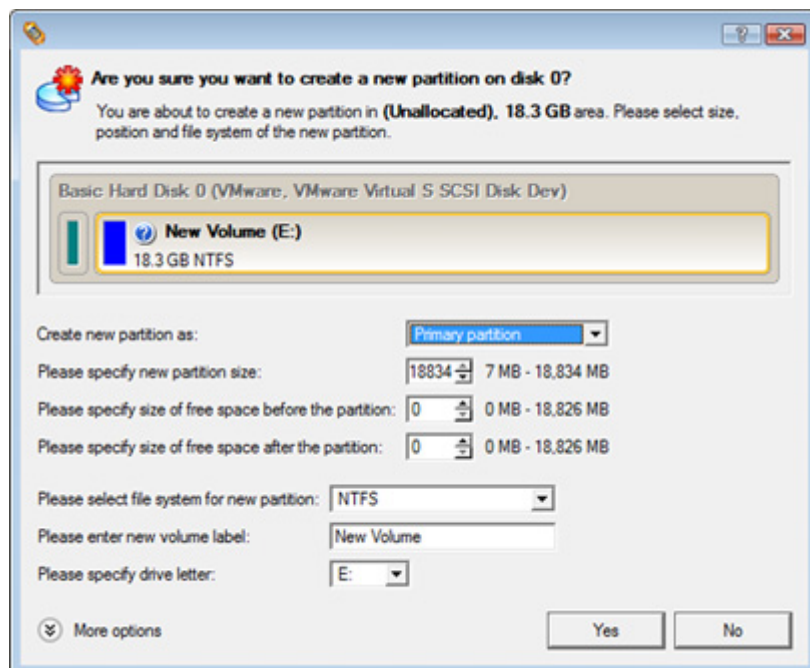 Are you sure you want to create a new partition on disk 0?
You are about to create a new partition in (Unallocated), 18.3 GB area. Please select size,
position and file system of the new partition.
Basic Hard Disk 0 (VMware, VMware Virtual S SCSI Disk Dev)
New Volume (E:)
18.3 GB NTFS
Create new partition as: Primary partition
Please specify new partition size: 18834 7 MB - 18,834 MB
Please specify size of free space before the partition: 0 0 MB - 18,826 MB
Please specify size of free space after the partition: 0 0 MB - 18,826 MB
Please select file system for new partition: NTFS
Please enter new volume label: New Volume
Please specify drive letter: E:
More options Yes No